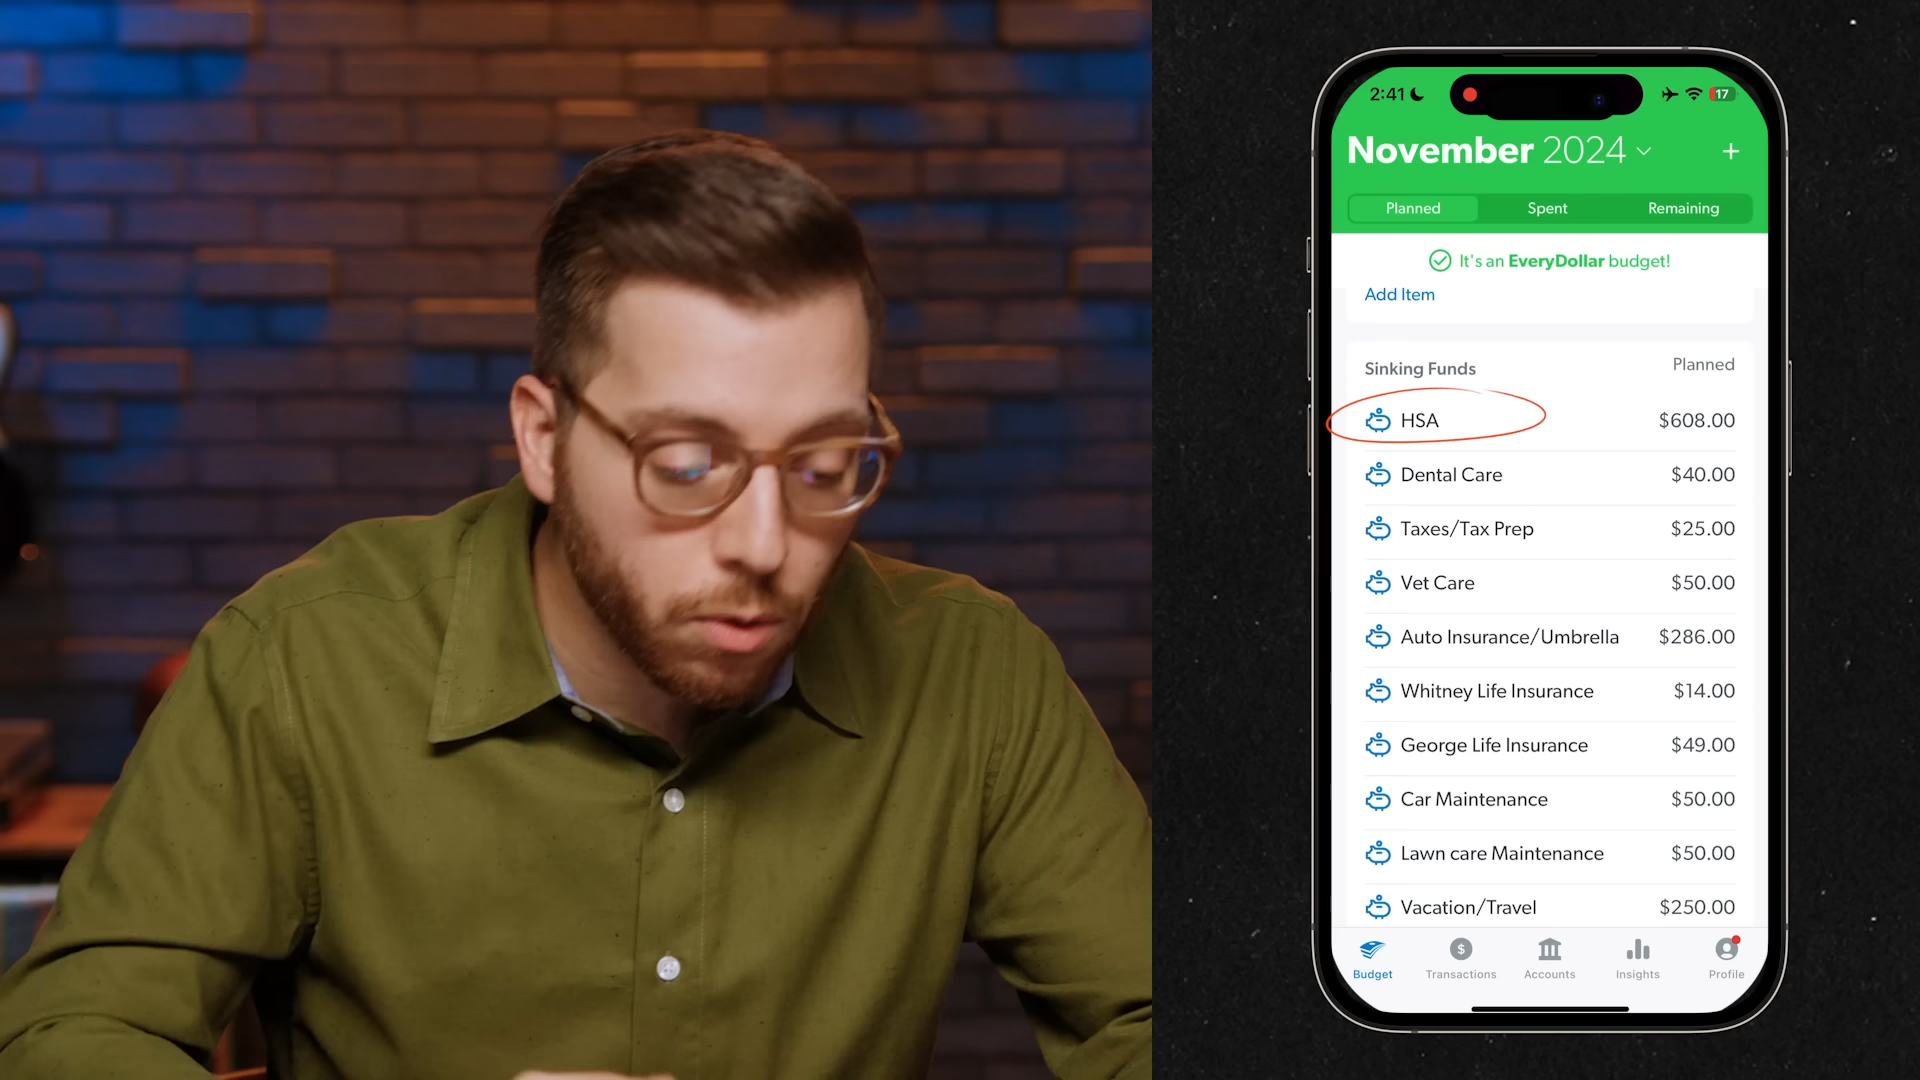 2:41
17
November 2024
Planned Spent Remaining
It's an EveryDollar budget!
Add Item
Sinking Funds Planned
HSA $608.00
Dental Care $40.00
Taxes/Tax Prep $25.00
Vet Care $50.00
Auto Insurance/Umbrella $286.00
Whitney Life Insurance $14.00
George Life Insurance $49.00
Car Maintenance $50.00
Lawn care Maintenance $50.00
Vacation/Travel $250.00
Budget Transactions Accounts Insights Profile